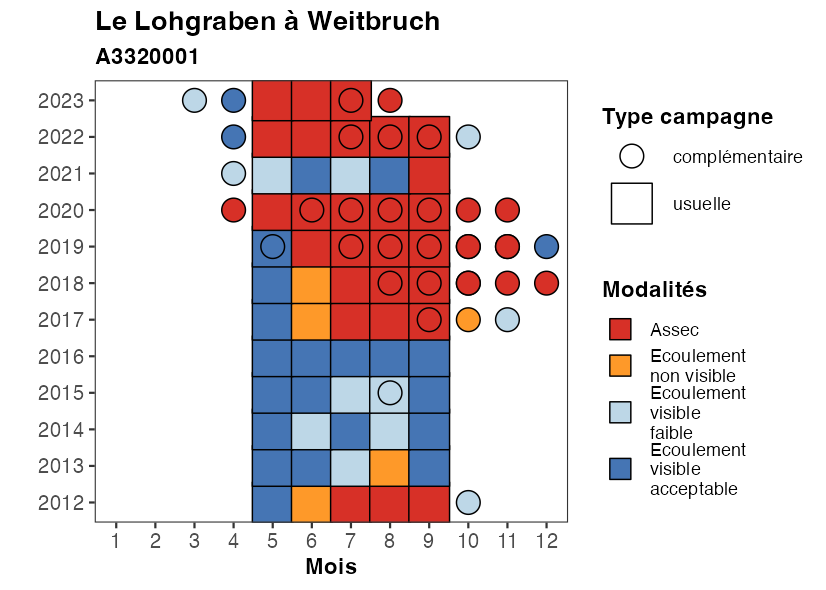 Le Lohgraben à Weitbruch
A3320001
2023
2022
2021
2020
2019
2018
2017
2016
2015
2014
2013
2012
1 2 3 4 5 6 7 8 9 10 11 12
Mois
Type campagne
complémentaire
usuelle
Modalités
Assec
Ecoulement
non visible
Ecoulement
visible
faible
Ecoulement
visible
acceptable